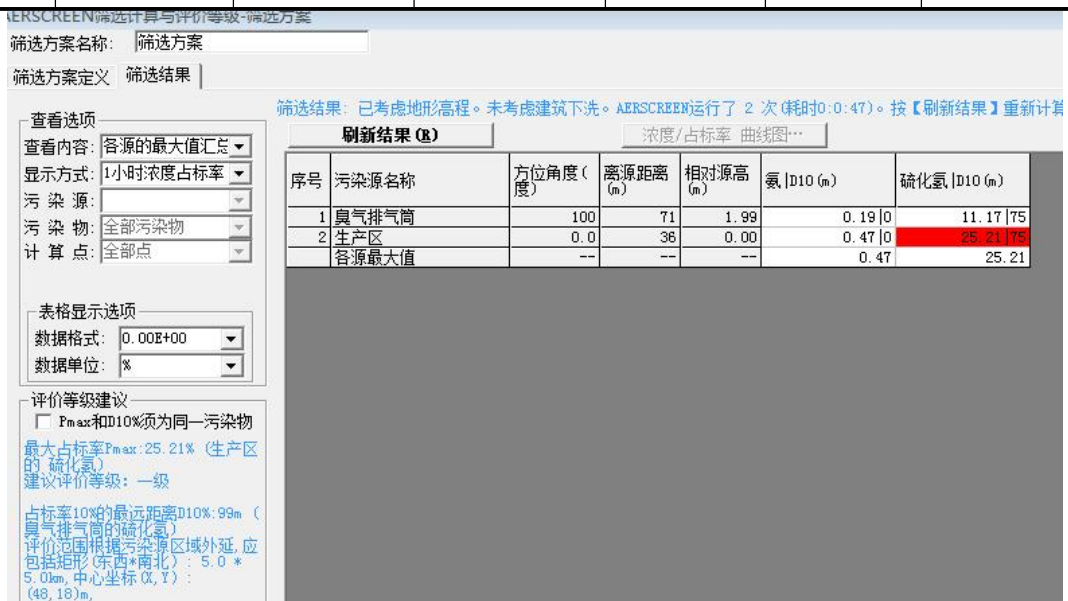 AERSCREEN筛选计算与评价等级-筛选方案
筛选方案名称: 筛选方案
筛选方案定义 筛选结果
筛选结果: 已考虑地形高程。未考虑建筑下洗。AERSCREEN运行了 2 次(耗时0:0:47)。按【刷新结果】重新计算
查看选项
查看内容: 各源的最大值汇总
显示方式: 1小时浓度占标率
污 染 源:
污 染 物: 全部污染物
计 算 点: 全部点
表格显示选项
数据格式: 0.00E+00
数据单位: %
评价等级建议
Pmax和D10%须为同一污染物
最大占标率Pmax:25.21% (生产区
的 硫化氢)
建议评价等级: 一级
占标率10%的最远距离D10%:99m (
臭气排气筒的硫化氢)
评价范围根据污染源区域外延,应
包括矩形(东西*南北): 5.0 *
5.0km,中心坐标(X,Y):
(48,18)m,
刷新结果(R) 浓度/占标率 曲线图…
序号 污染源名称 方位角度(度) 离源距离(m) 相对源高(m) 氨|D10(m) 硫化氢|D10(m)
1 臭气排气筒 100 71 1.99 0.19|0 11.17|75
2 生产区 0.0 36 0.00 0.47|0 25.21|75
各源最大值 -- -- -- 0.47 25.21